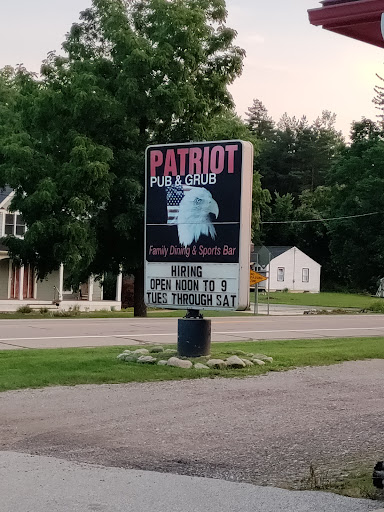 PATRIOT
PUB & GRUB
Family Dining & Sports Bar
HIRING
OPEN NOON TO 9
TUES THROUGH SAT